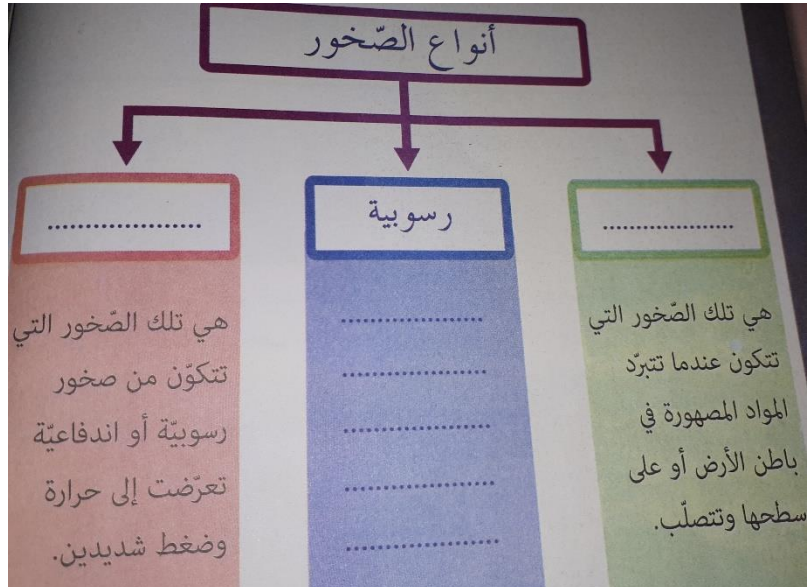 أنواع الصّخور
....................
هي تلك الصّخور التي
تتكون عندما تتبرّد
المواد المصهورة في
باطن الأرض أو على
سطحها وتتصلّب.
رسوبية
....................
....................
....................
....................
....................
....................
هي تلك الصّخور التي
تتكوّن من صخور
رسوبيّة أو اندفاعيّة
تعرّضت إلى حرارة
وضغط شديدين.